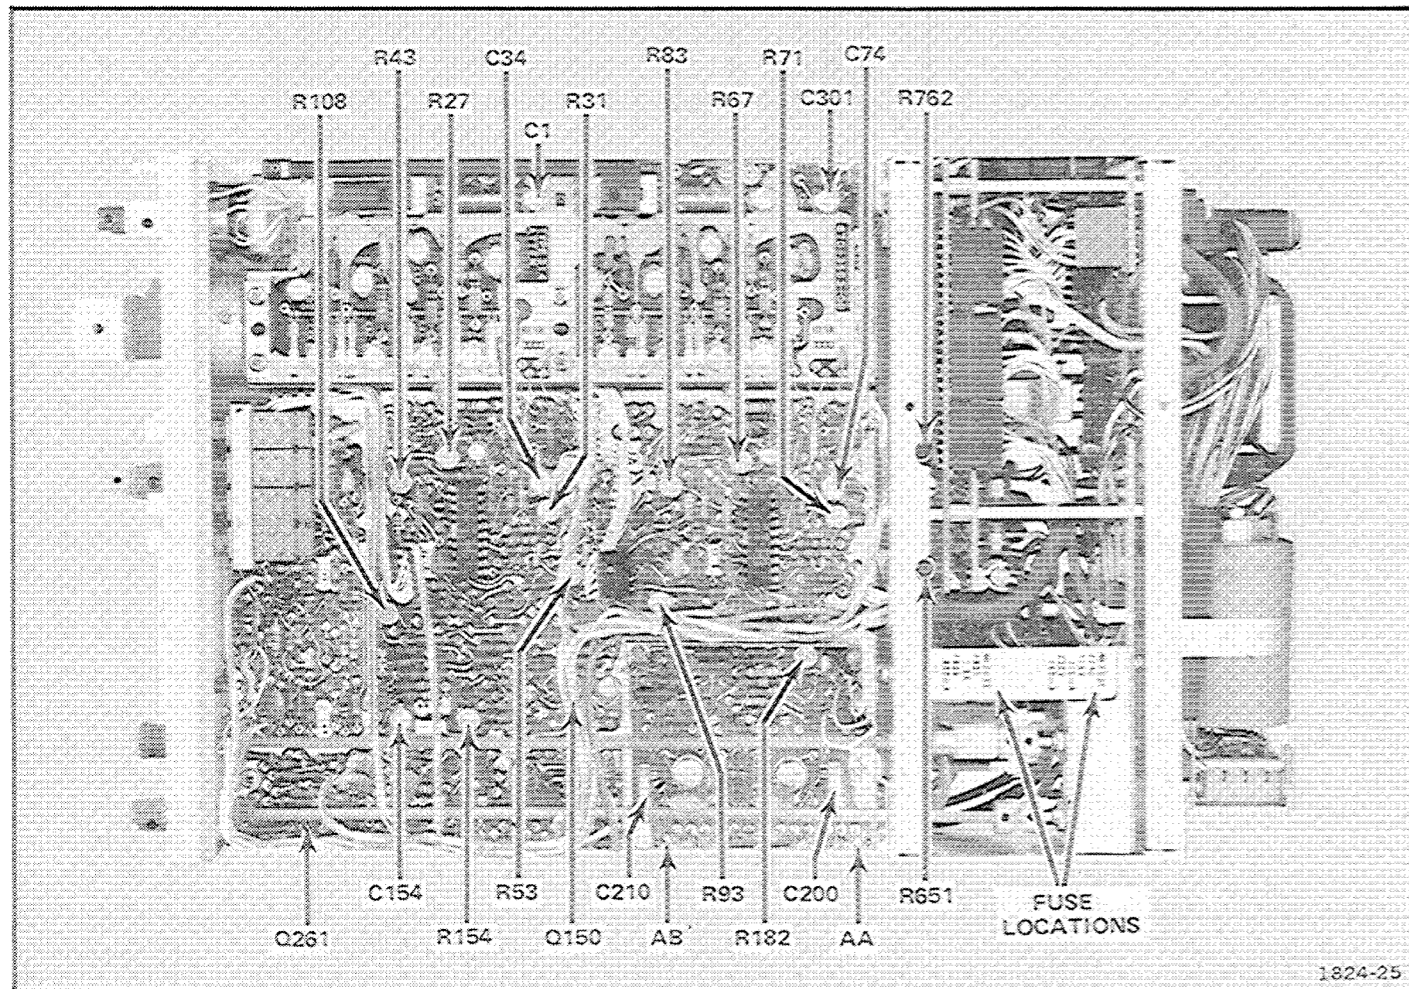 R43 C34 R83 R71 C74
R108 R27 R31 R67 C301 R762
C1
C154 R53 C210 R93 C200 R651 FUSE
LOCATIONS
Q261 R154 Q150 AB R182 AA
1824-25